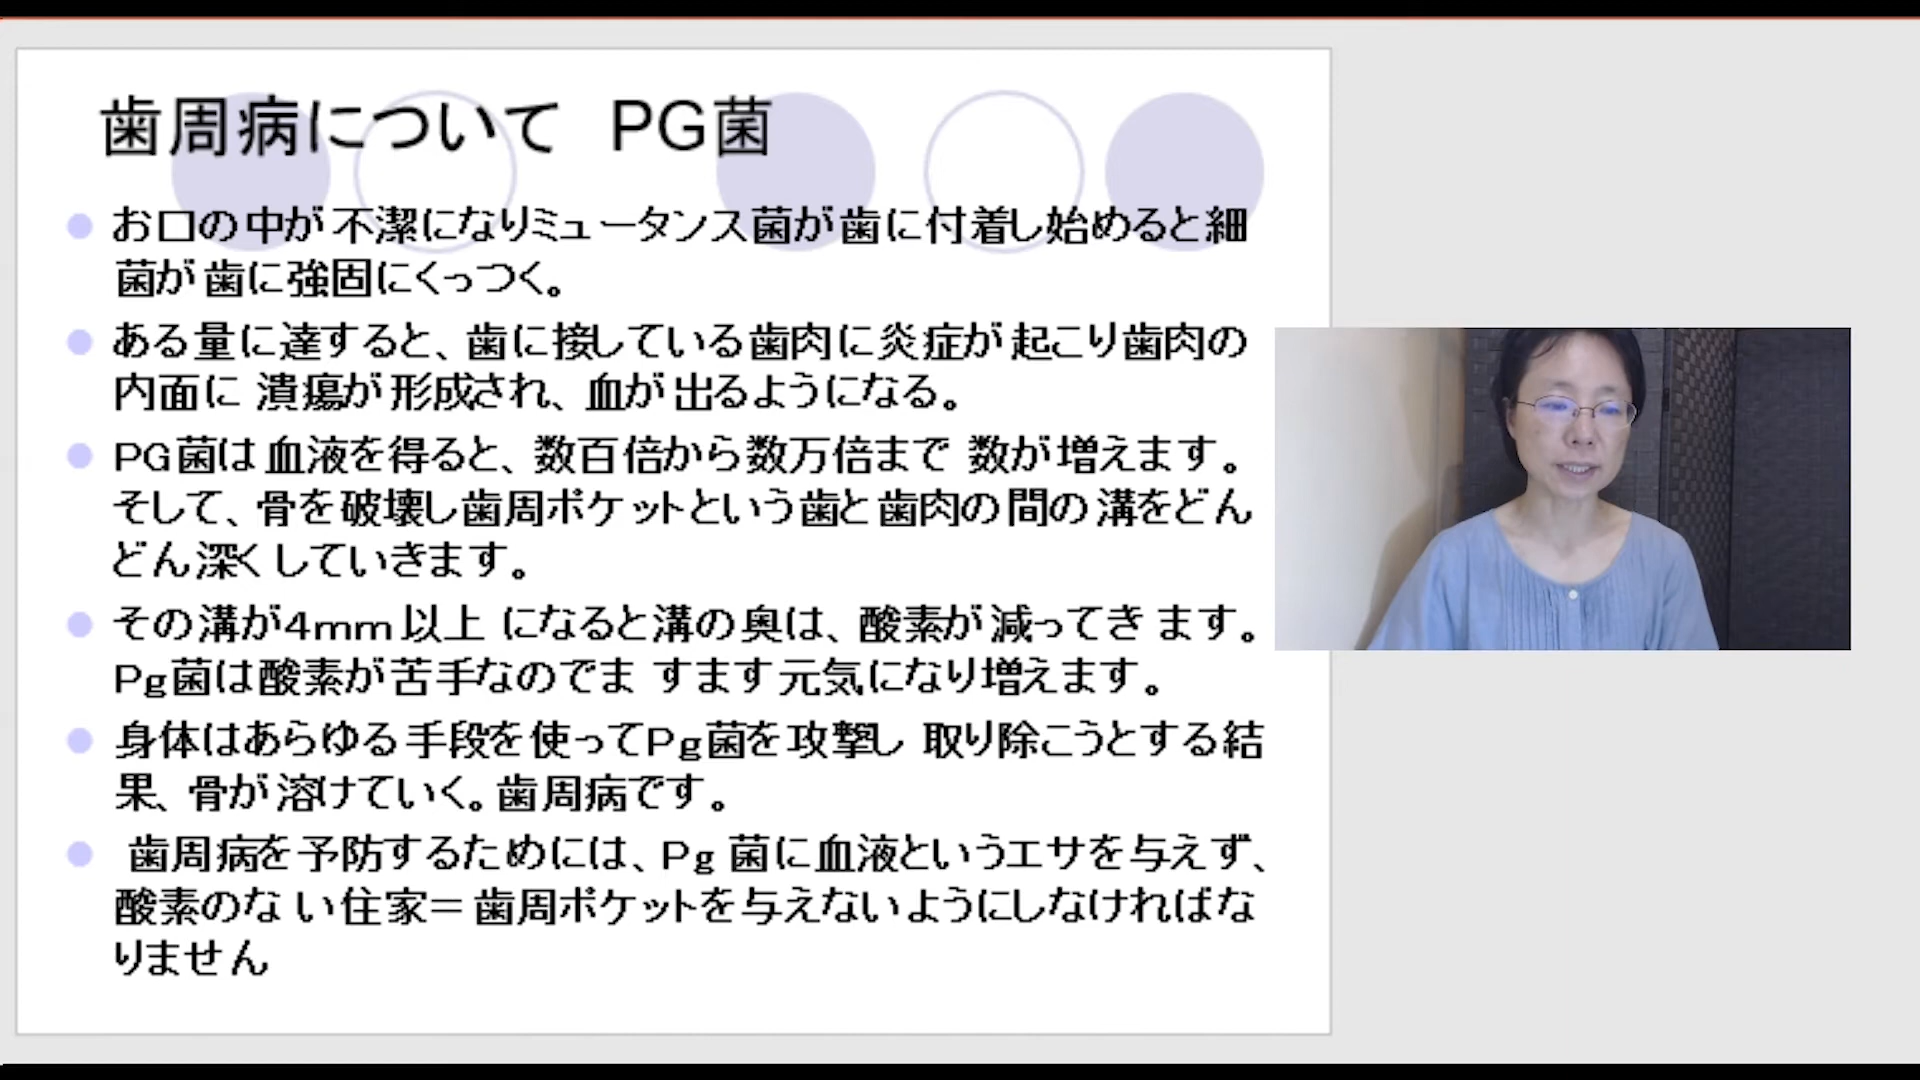 歯周病について　PG菌
お口の中が不潔になりミュータンス菌が歯に付着し始めると細
菌が歯に強固にくっつく。
ある量に達すると、歯に接している歯肉に炎症が起こり歯肉の
内面に 潰瘍が形成され、血が出るようになる。
PG菌は血液を得ると、数百倍から数万倍まで 数が増えます。
そして、骨を破壊し歯周ポケットという歯と歯肉の間の溝をどん
どん深くしていきます。
その溝が4mm以上 になると溝の奥は、酸素が減ってき ます。
Pg菌は酸素が苦手なのでま すます元気になり増えます。
身体はあらゆる手段を使ってPg菌を攻撃し 取り除こうとする結
果、骨が溶けていく。歯周病です。
歯周病を予防するためには、Pg 菌に血液というエサを与えず、
酸素のな い住家＝歯周ポケットを与えないようにしなければな
りません